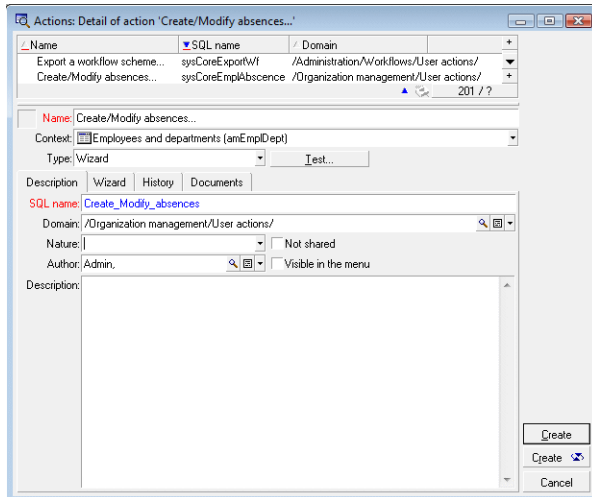 Actions: Detail of action 'Create/Modify absences...'
Name SQL name Domain
Export a workflow scheme... sysCoreExportWf /Administration/Workflows/User actions/
Create/Modify absences... sysCoreEmplAbscence /Organization management/User actions/
201 / ?
Name: Create/Modify absences...
Context: Employees and departments (amEmplDept)
Type: Wizard Test...
Description Wizard History Documents
SQL name: Create_Modify_absences
Domain: /Organization management/User actions/
Nature: Not shared
Author: Admin, Visible in the menu
Description:
Create
Create
Cancel